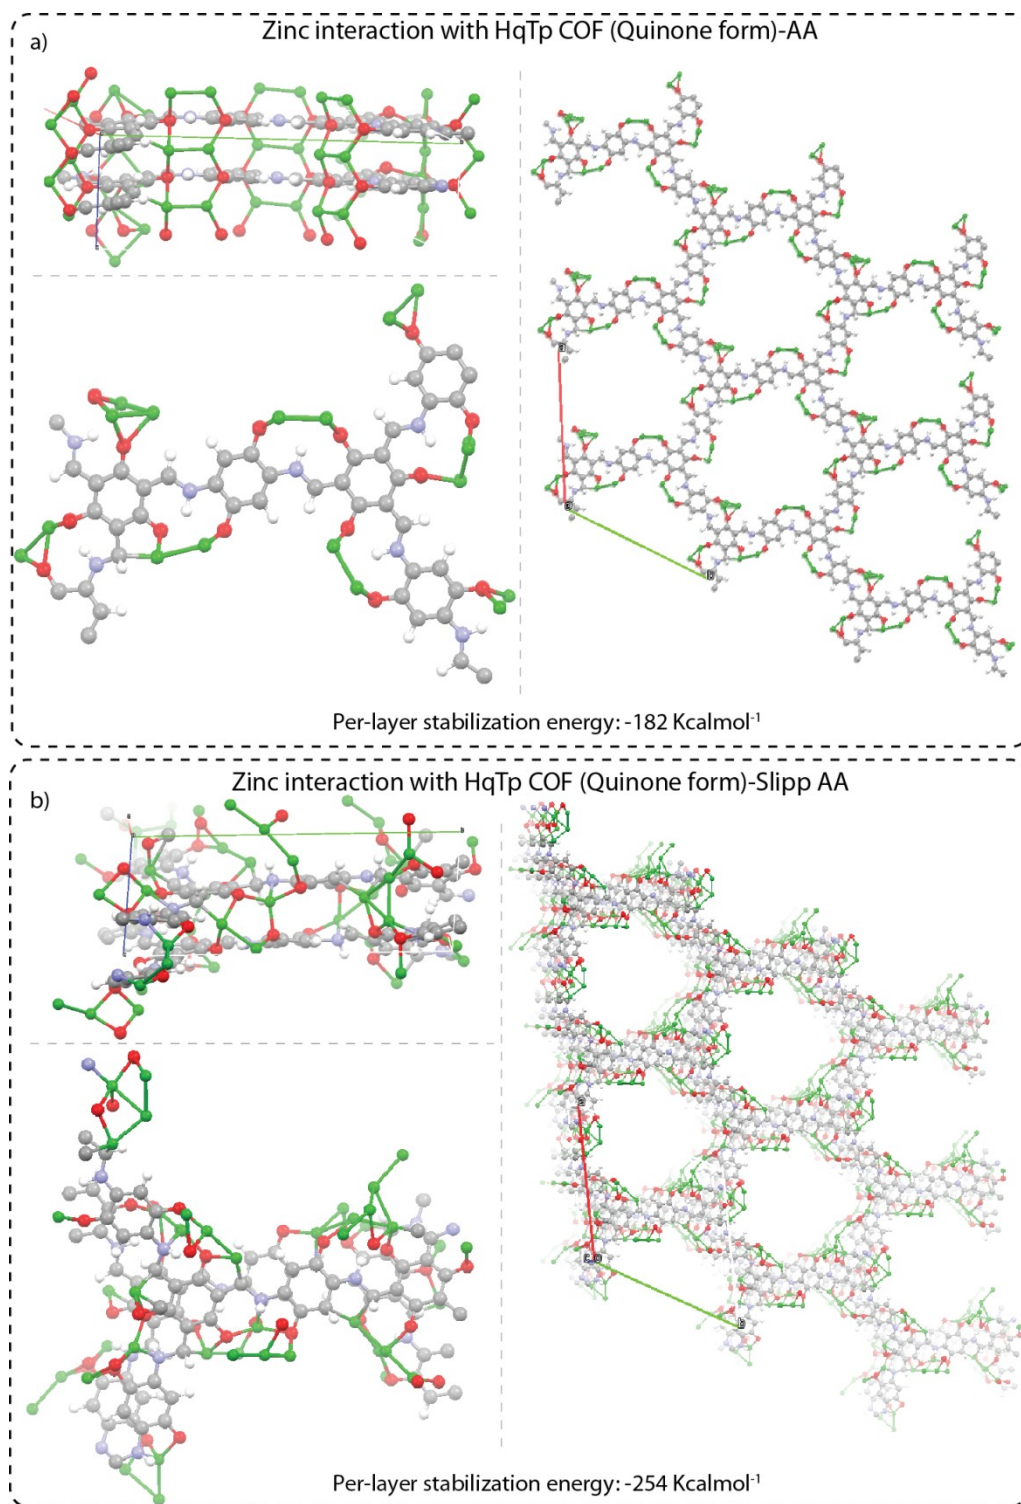 a)
Zinc interaction with HqTp COF (Quinone form)-AA
Per-layer stabilization energy: -182 Kcalmol⁻¹
b)
Zinc interaction with HqTp COF (Quinone form)-Slipp AA
Per-layer stabilization energy: -254 Kcalmol⁻¹